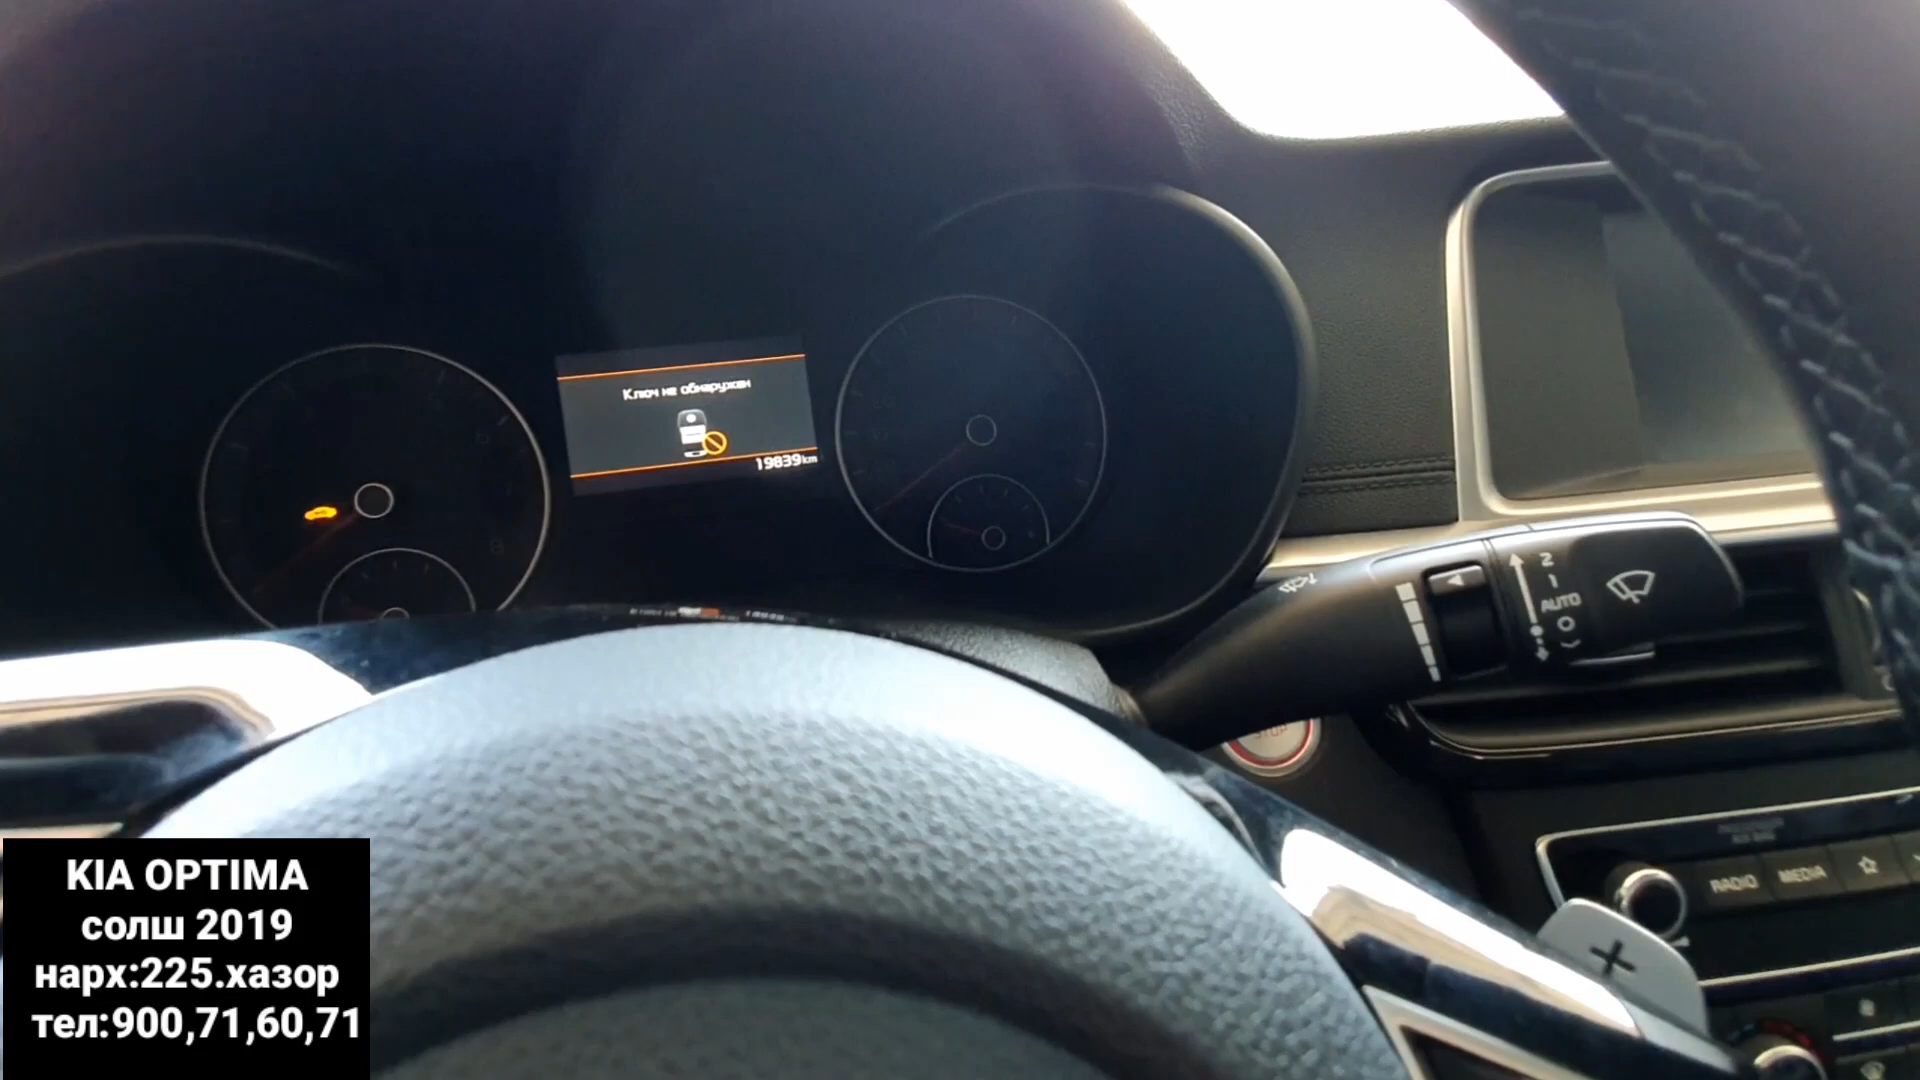 Ключ не обнаружен
19839km
2
1
AUTO
O
STOP
RADIO
MEDIA
+
KIA OPTIMA
солш 2019
нарх:225.хазор
тел:900,71,60,71